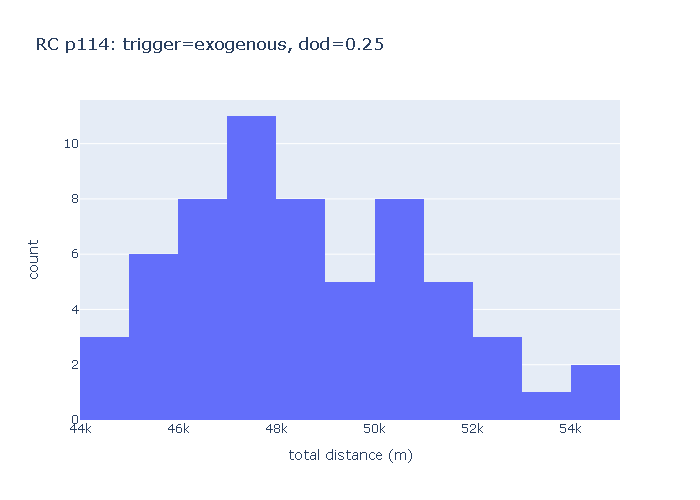 RC p114: trigger=exogenous, dod=0.25
10
8
6
4
2
0
count
44k 46k 48k 50k 52k 54k
total distance (m)